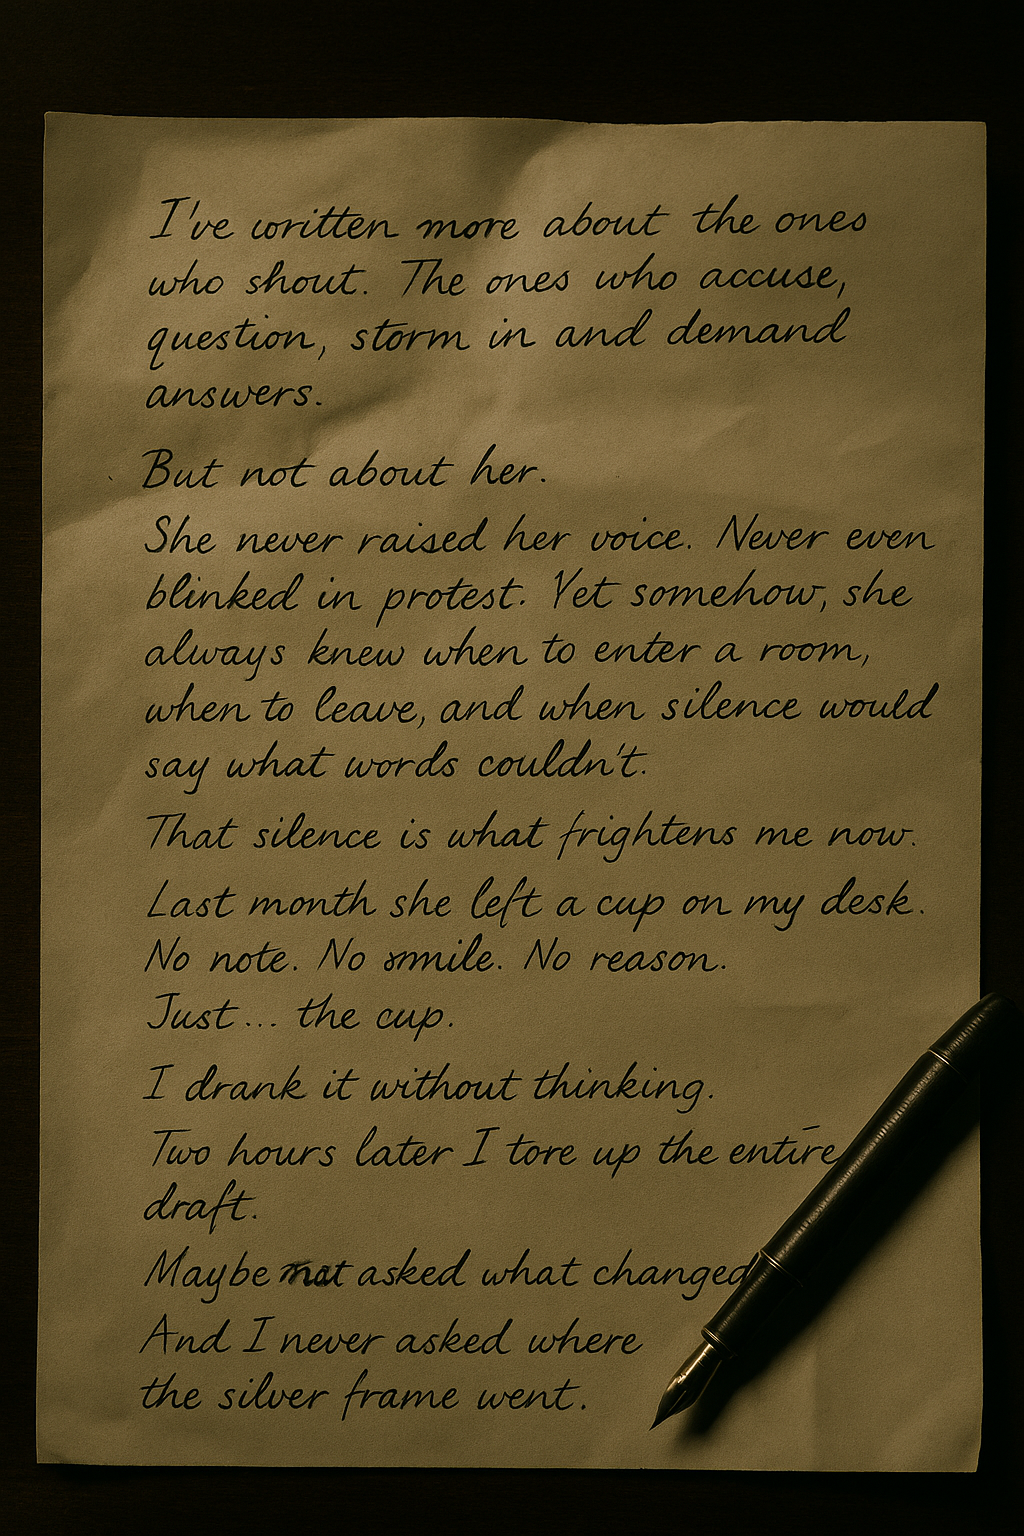 I've written more about the ones
who shout. The ones who accuse,
question, storm in and demand
answers.
But not about her.
She never raised her voice. Never even
blinked in protest. Yet somehow, she
always knew when to enter a room,
when to leave, and when silence would
say what words couldn't.
That silence is what frightens me now.
Last month she left a cup on my desk.
No note. No smile. No reason.
Just... the cup.
I drank it without thinking.
Two hours later I tore up the entire
draft.
Maybe asked what changed
And I never asked where
the silver frame went.